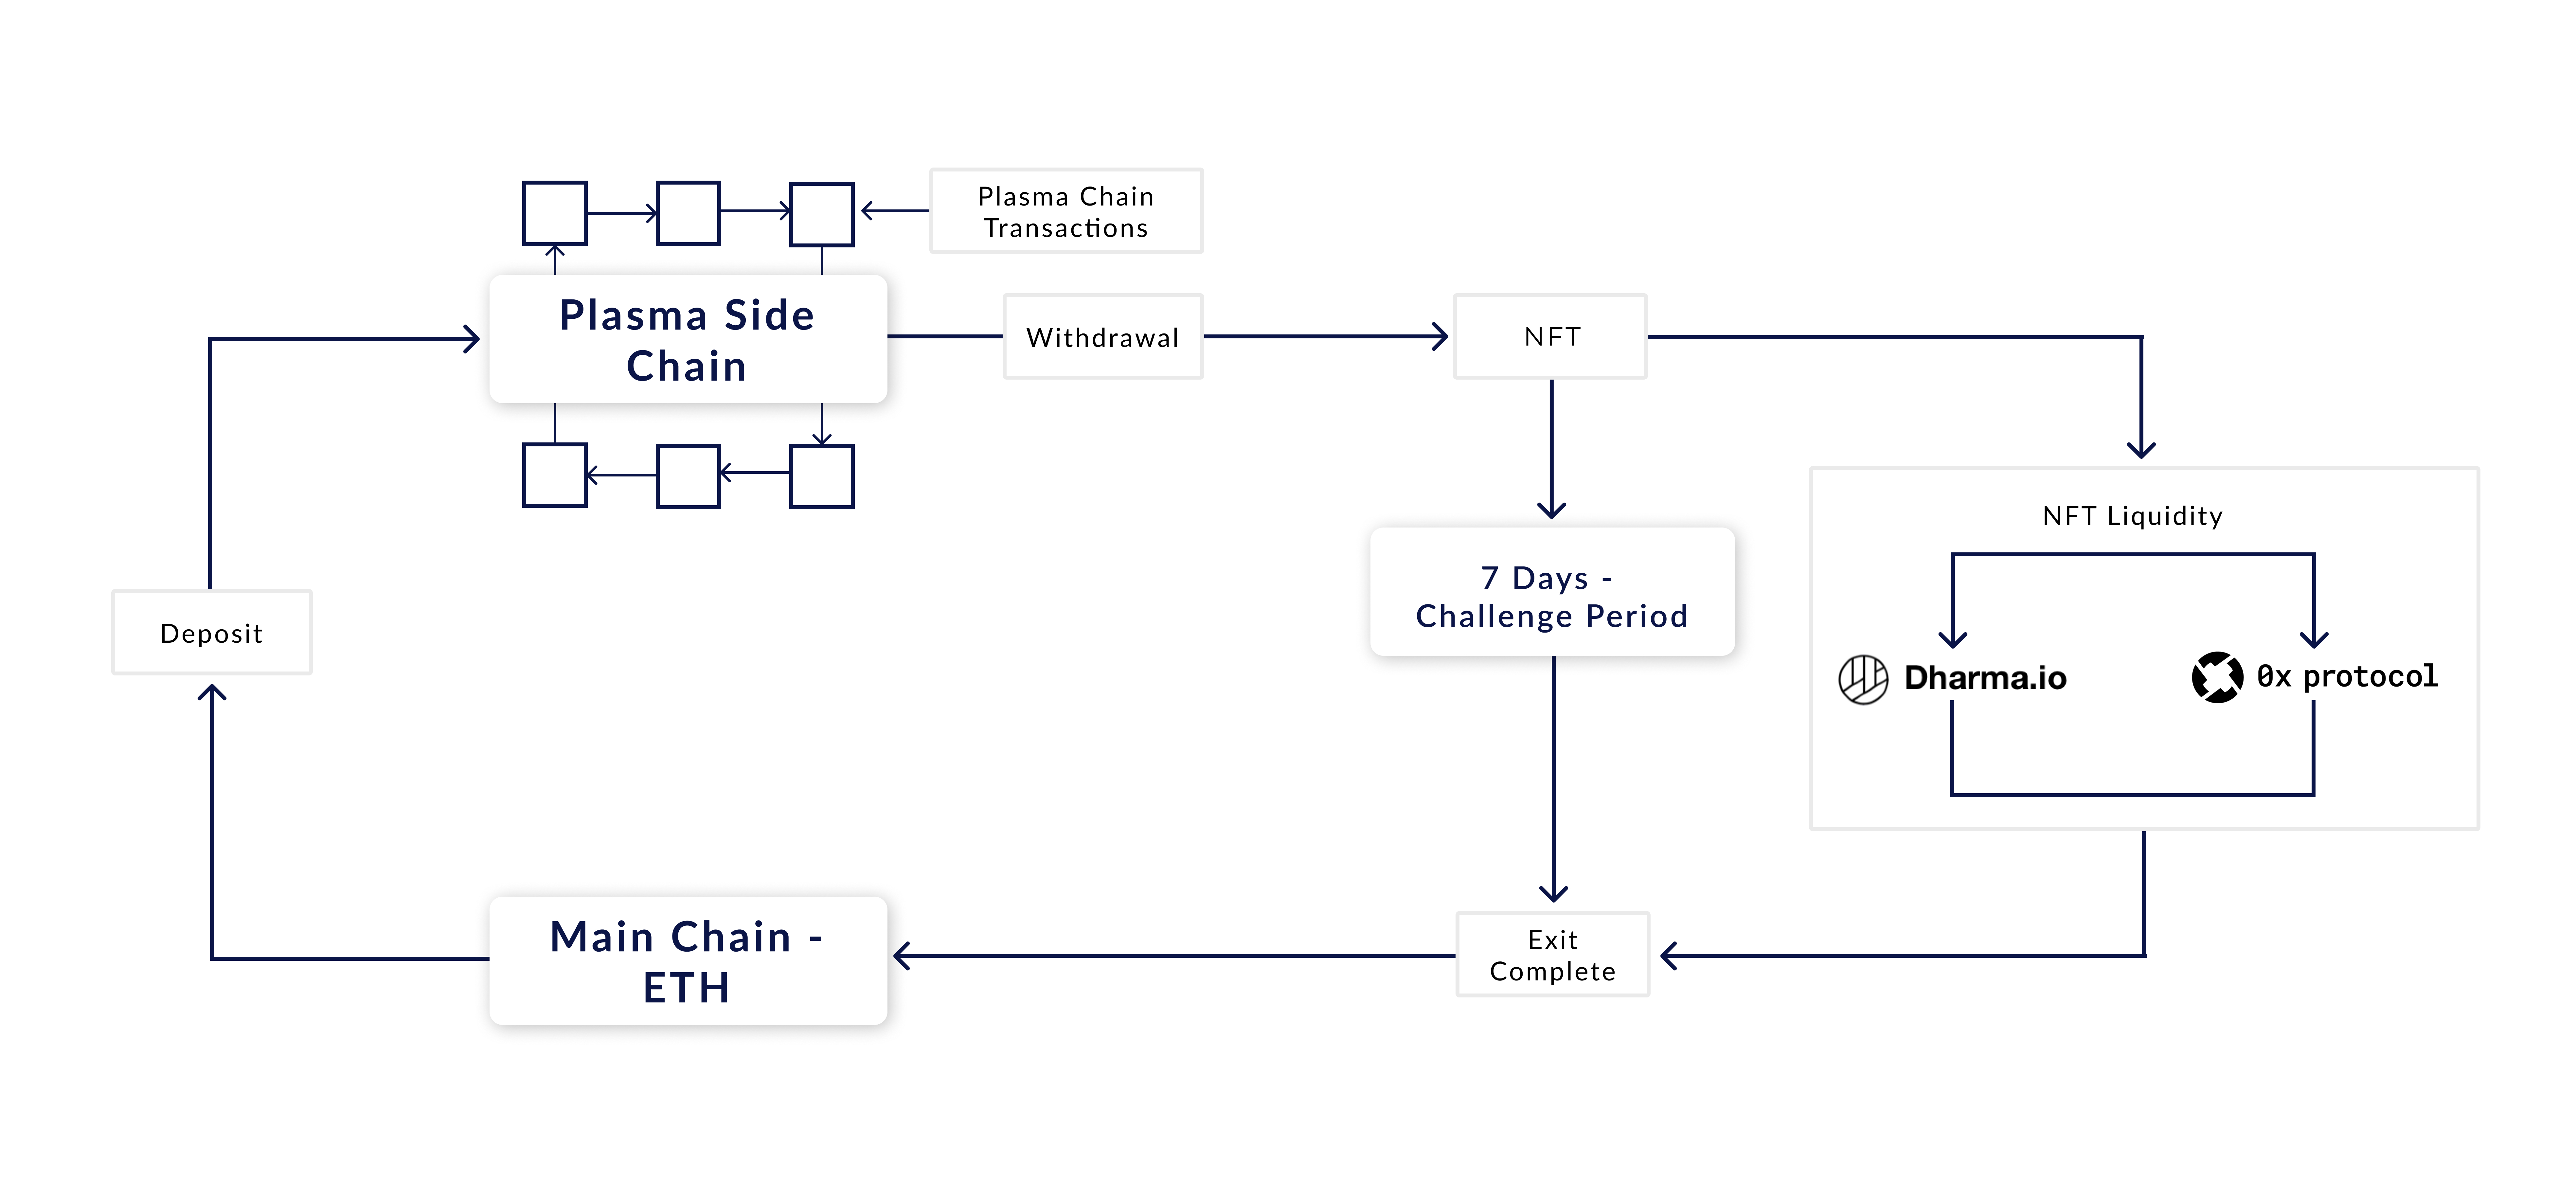 Plasma Chain
Transactions
Plasma Side
Chain
Withdrawal
NFT
NFT Liquidity
7 Days -
Challenge Period
Deposit
Dharma.io
0x protocol
Main Chain -
ETH
Exit
Complete